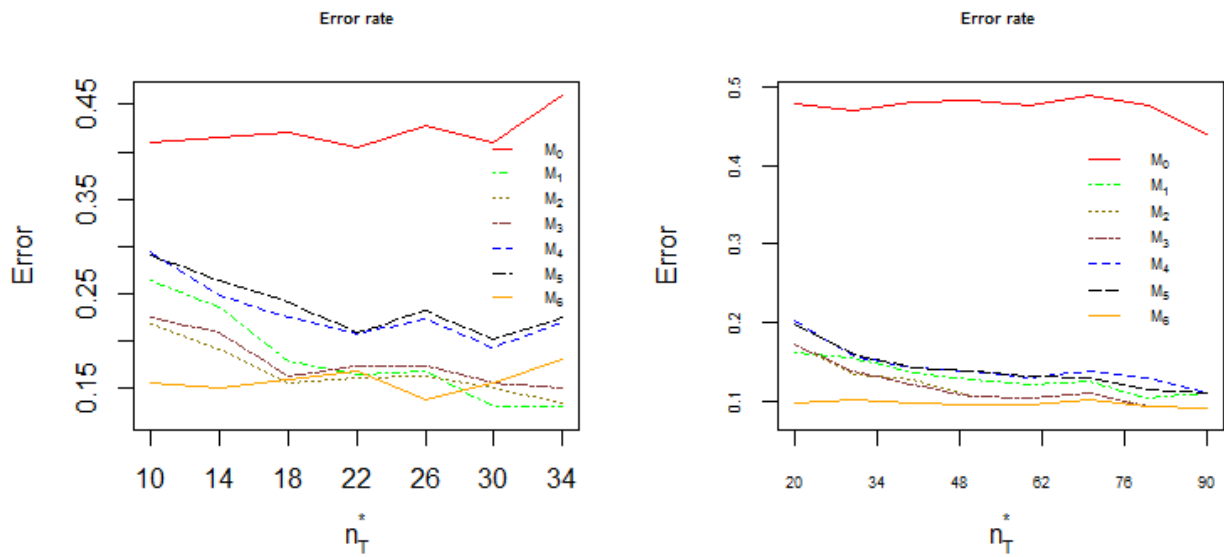 Error rate
Error
0.45
0.35
0.25
0.15
10 14 18 22 26 30 34
n*T
M0
M1
M2
M3
M4
M5
M6
Error rate
Error
0.5
0.4
0.3
0.2
0.1
20 34 48 62 76 90
n*T
M0
M1
M2
M3
M4
M5
M6